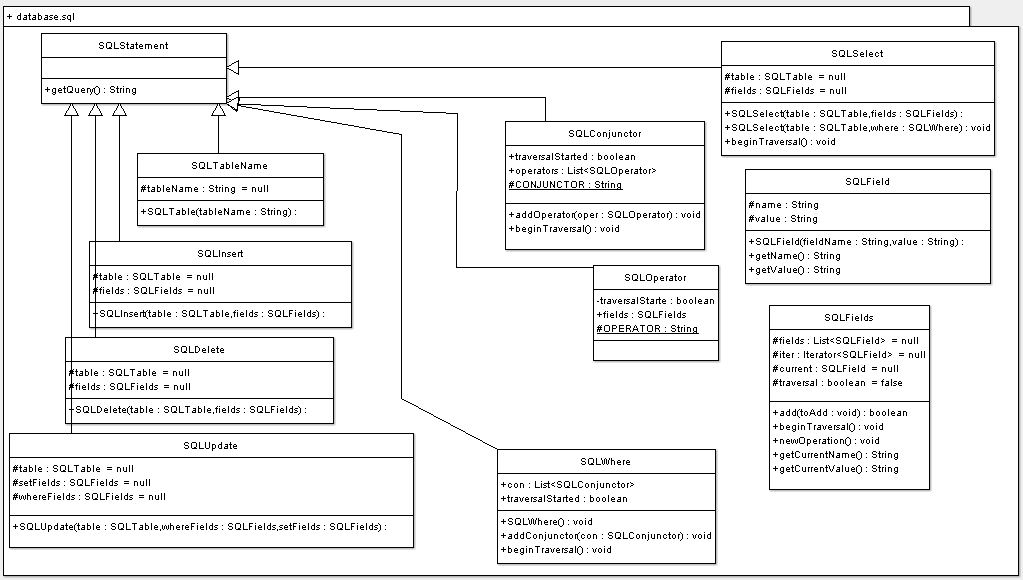 + database.sql
SQLStatement
+getQuery() : String
SQLTableName
#tableName : String = null
+SQLTable(tableName : String) :
SQLInsert
#table : SQLTable = null
#fields : SQLFields = null
+SQLInsert(table : SQLTable,fields : SQLFields) :
SQLDelete
#table : SQLTable = null
#fields : SQLFields = null
+SQLDelete(table : SQLTable,fields : SQLFields) :
SQLUpdate
#table : SQLTable = null
#setFields : SQLFields = null
#whereFields : SQLFields = null
+SQLUpdate(table : SQLTable,whereFields : SQLFields,setFields : SQLFields) :
SQLConjunctor
+traversalStarted : boolean
+operators : List<SQLOperator>
#CONJUNCTOR : String
+addOperator(oper : SQLOperator) : void
+beginTraversal() : void
SQLOperator
-traversalStarte : boolean
+fields : SQLFields
#OPERATOR : String
SQLWhere
+con : List<SQLConjunctor>
+traversalStarted : boolean
+SQLWhere() : void
+addConjunctor(con : SQLConjunctor) : void
+beginTraversal() : void
SQLSelect
#table : SQLTable = null
#fields : SQLFields = null
+SQLSelect(table : SQLTable,fields : SQLFields) :
+SQLSelect(table : SQLTable,where : SQLWhere) : void
+beginTraversal() : void
SQLField
#name : String
#value : String
+SQLField(fieldName : String,value : String) :
+getName() : String
+getValue() : String
SQLFields
#fields : List<SQLField> = null
#iter : Iterator<SQLField> = null
#current : SQLField = null
#traversal : boolean = false
+add(toAdd : void) : boolean
+beginTraversal() : void
+newOperation() : void
+getCurrentName() : String
+getCurrentValue() : String